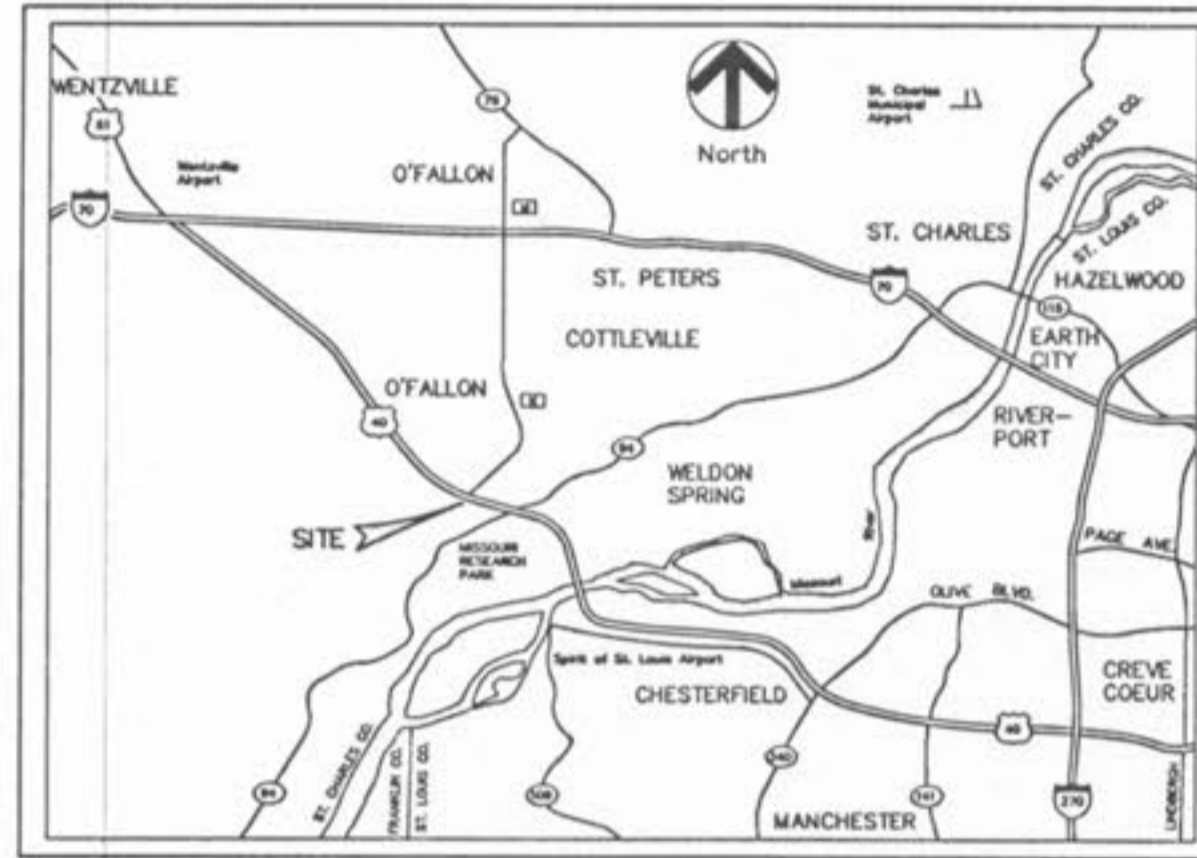 WENTZVILLE
61
Wentzville
Airport
70
79
O'FALLON
North
St. Charles
Municipal
Airport
ST. CHARLES CO.
ST. LOUIS CO.
ST. CHARLES
HAZELWOOD
70
115
ST. PETERS
EARTH
CITY
COTTLEVILLE
O'FALLON
K
40
RIVER-
PORT
94
WELDON
SPRING
SITE
MISSOURI
RESEARCH
PARK
River
Missouri
PAGE AVE.
OLIVE BLVD.
Spirit of St. Louis Airport
CHESTERFIELD
CREVE
COEUR
40
ST. CHARLES CO.
FRANKLIN CO.
ST. LOUIS CO.
94
340
141
270
LINDBERGH
MANCHESTER